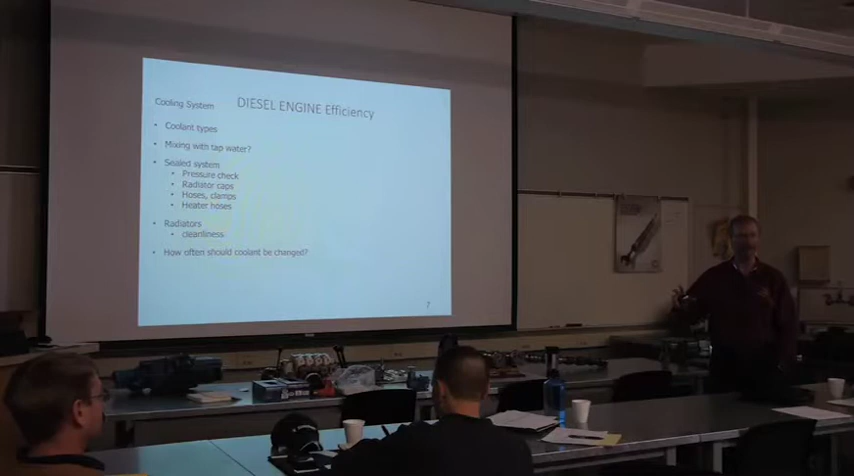 Cooling System
DIESEL ENGINE Efficiency
• Coolant types
• Mixing with tap water?
• Sealed system
• Pressure check
• Radiator caps
• Hoses, clamps
• Heater hoses
• Radiators
• cleanliness
• How often should coolant be changed?
7